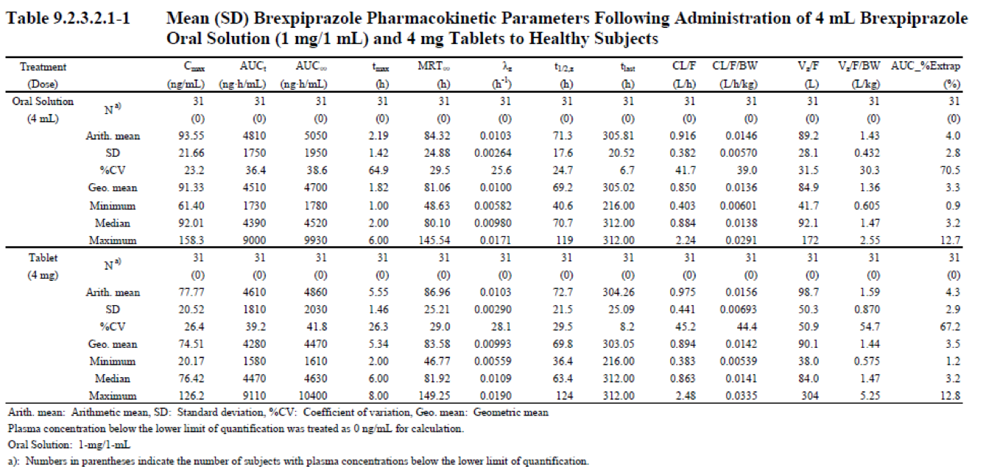 Table 9.2.3.2.1-1 Mean (SD) Brexpiprazole Pharmacokinetic Parameters Following Administration of 4 mL Brexpiprazole
Oral Solution (1 mg/1 mL) and 4 mg Tablets to Healthy Subjects
Treatment Cmax AUCt AUC∞ tmax MRT∞ λz t1/2,z tlast CL/F CL/F/BW Vz/F Vz/F/BW AUC_%Extrap
(Dose) (ng/mL) (ng·h/mL) (ng·h/mL) (h) (h) (h-1) (h) (h) (L/h) (L/h/kg) (L) (L/kg) (%)
Oral Solution Na) 31 31 31 31 31 31 31 31 31 31 31 31 31
(4 mL) (0) (0) (0) (0) (0) (0) (0) (0) (0) (0) (0) (0) (0)
Arith. mean 93.55 4810 5050 2.19 84.32 0.0103 71.3 305.81 0.916 0.0146 89.2 1.43 4.0
SD 21.66 1750 1950 1.42 24.88 0.00264 17.6 20.52 0.382 0.00570 28.1 0.432 2.8
%CV 23.2 36.4 38.6 64.9 29.5 25.6 24.7 6.7 41.7 39.0 31.5 30.3 70.5
Geo. mean 91.33 4510 4700 1.82 81.06 0.0100 69.2 305.02 0.850 0.0136 84.9 1.36 3.3
Minimum 61.40 1730 1780 1.00 48.63 0.00582 40.6 216.00 0.403 0.00601 41.7 0.605 0.9
Median 92.01 4390 4520 2.00 80.10 0.00980 70.7 312.00 0.884 0.0138 92.1 1.47 3.2
Maximum 158.3 9000 9930 6.00 145.54 0.0171 119 312.00 2.24 0.0291 172 2.55 12.7
Tablet Na) 31 31 31 31 31 31 31 31 31 31 31 31 31
(4 mg) (0) (0) (0) (0) (0) (0) (0) (0) (0) (0) (0) (0) (0)
Arith. mean 77.77 4610 4860 5.55 86.96 0.0103 72.7 304.26 0.975 0.0156 98.7 1.59 4.3
SD 20.52 1810 2030 1.46 25.21 0.00290 21.5 25.09 0.441 0.00693 50.3 0.870 2.9
%CV 26.4 39.2 41.8 26.3 29.0 28.1 29.5 8.2 45.2 44.4 50.9 54.7 67.2
Geo. mean 74.51 4280 4470 5.34 83.58 0.00993 69.8 303.05 0.894 0.0142 90.1 1.44 3.5
Minimum 20.17 1580 1610 2.00 46.77 0.00559 36.4 216.00 0.383 0.00539 38.0 0.575 1.2
Median 76.42 4470 4630 6.00 81.92 0.0109 63.4 312.00 0.863 0.0141 84.0 1.47 3.2
Maximum 126.2 9110 10400 8.00 149.25 0.0190 124 312.00 2.48 0.0335 304 5.25 12.8
Arith. mean: Arithmetic mean, SD: Standard deviation, %CV: Coefficient of variation, Geo. mean: Geometric mean
Plasma concentration below the lower limit of quantification was treated as 0 ng/mL for calculation.
Oral Solution: 1-mg/1-mL
a): Numbers in parentheses indicate the number of subjects with plasma concentrations below the lower limit of quantification.